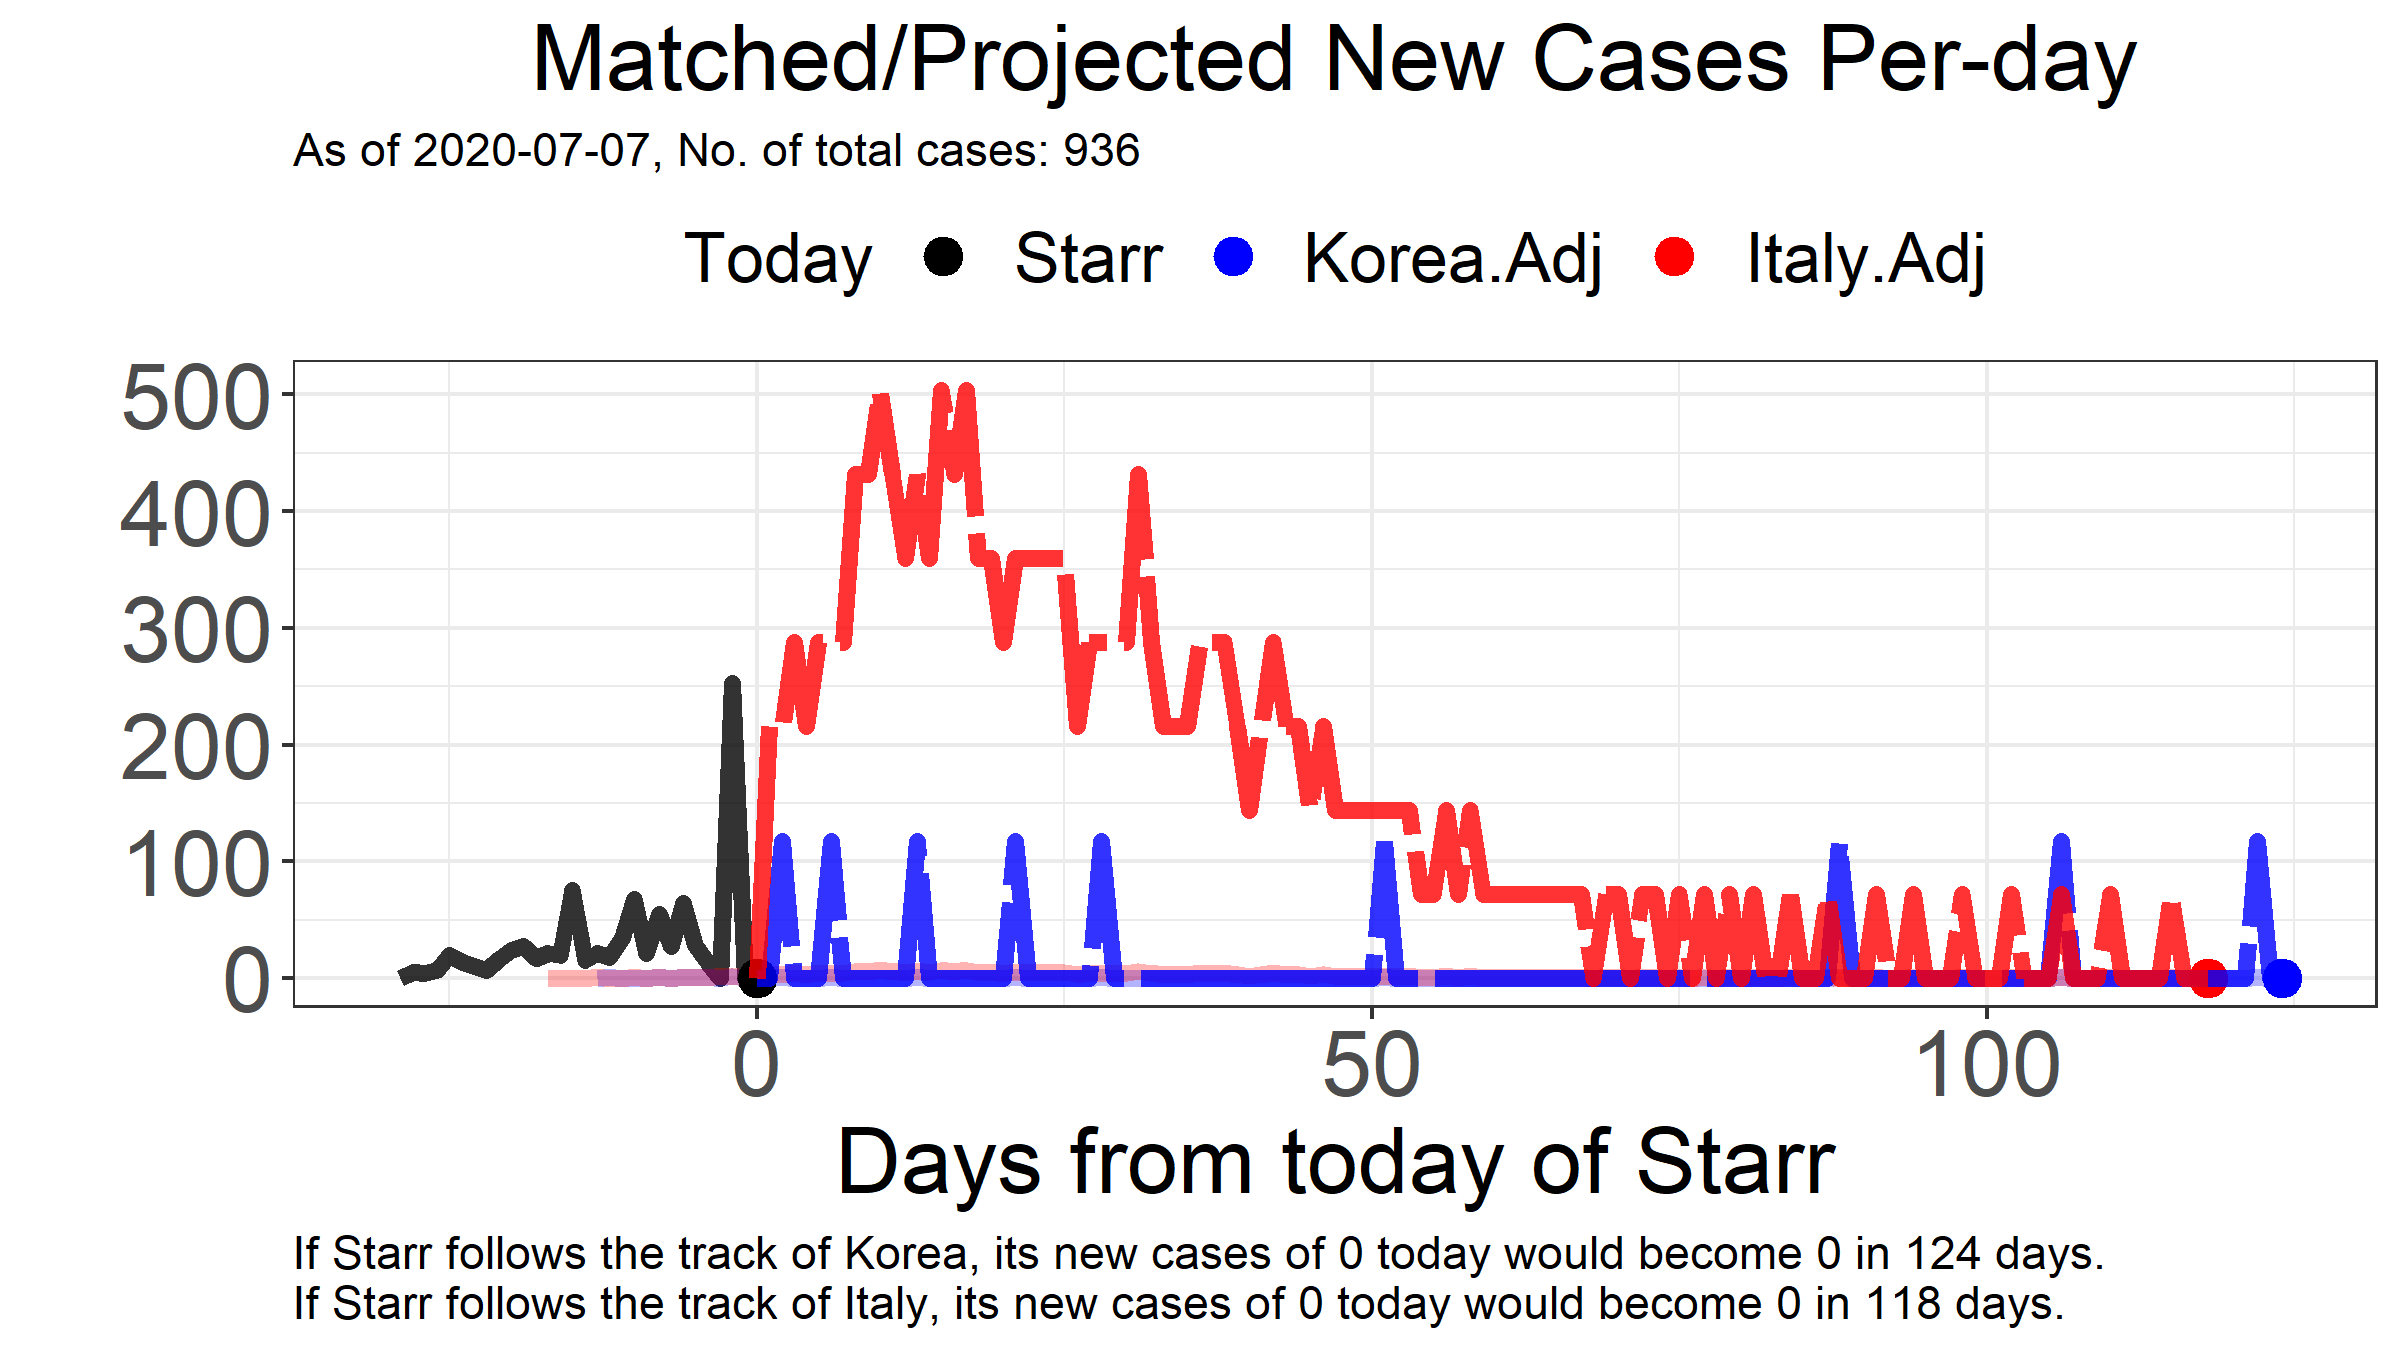 Matched/Projected New Cases Per-day
As of 2020-07-07, No. of total cases: 936
Today Starr Korea.Adj Italy.Adj
500
400
300
200
100
0
0 50 100
Days from today of Starr
If Starr follows the track of Korea, its new cases of 0 today would become 0 in 124 days.
If Starr follows the track of Italy, its new cases of 0 today would become 0 in 118 days.